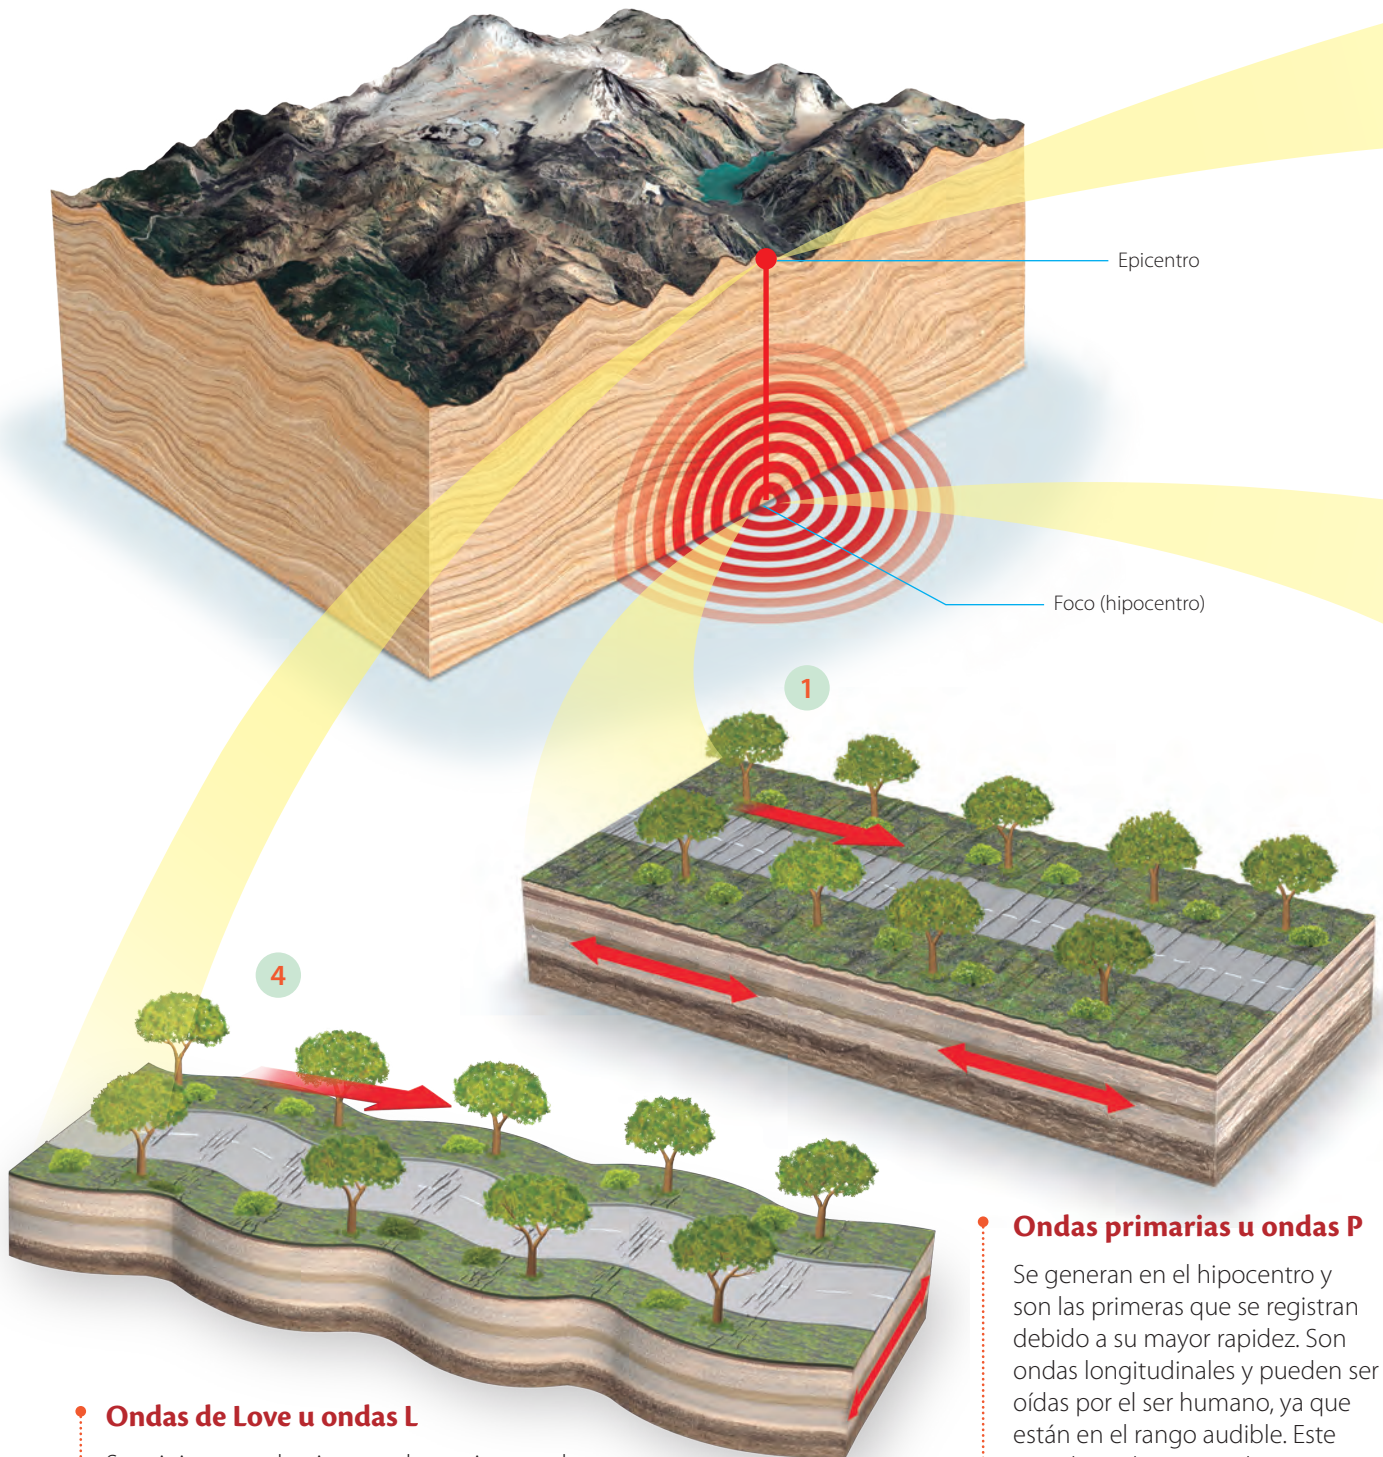 Epicentro
Foco (hipocentro)
1
4
Ondas primarias u ondas P
Se generan en el hipocentro y
son las primeras que se registran
debido a su mayor rapidez. Son
ondas longitudinales y pueden ser
oídas por el ser humano, ya que
están en el rango audible. Este
Ondas de Love u ondas L